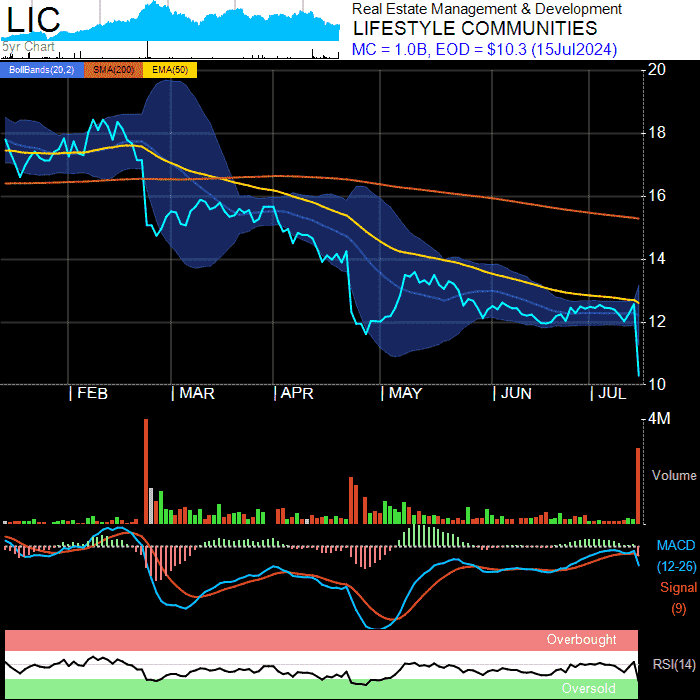 LIC
5yr Chart
Real Estate Management & Development
LIFESTYLE COMMUNITIES
MC = 1.0B, EOD = $10.3 (15Jul2024)
BollBands(20,2) SMA(200) EMA(50)
20
18
16
14
12
10
FEB MAR APR MAY JUN JUL
4M
Volume
MACD
(12-26)
Signal
(9)
Overbought
RSI(14)
Oversold